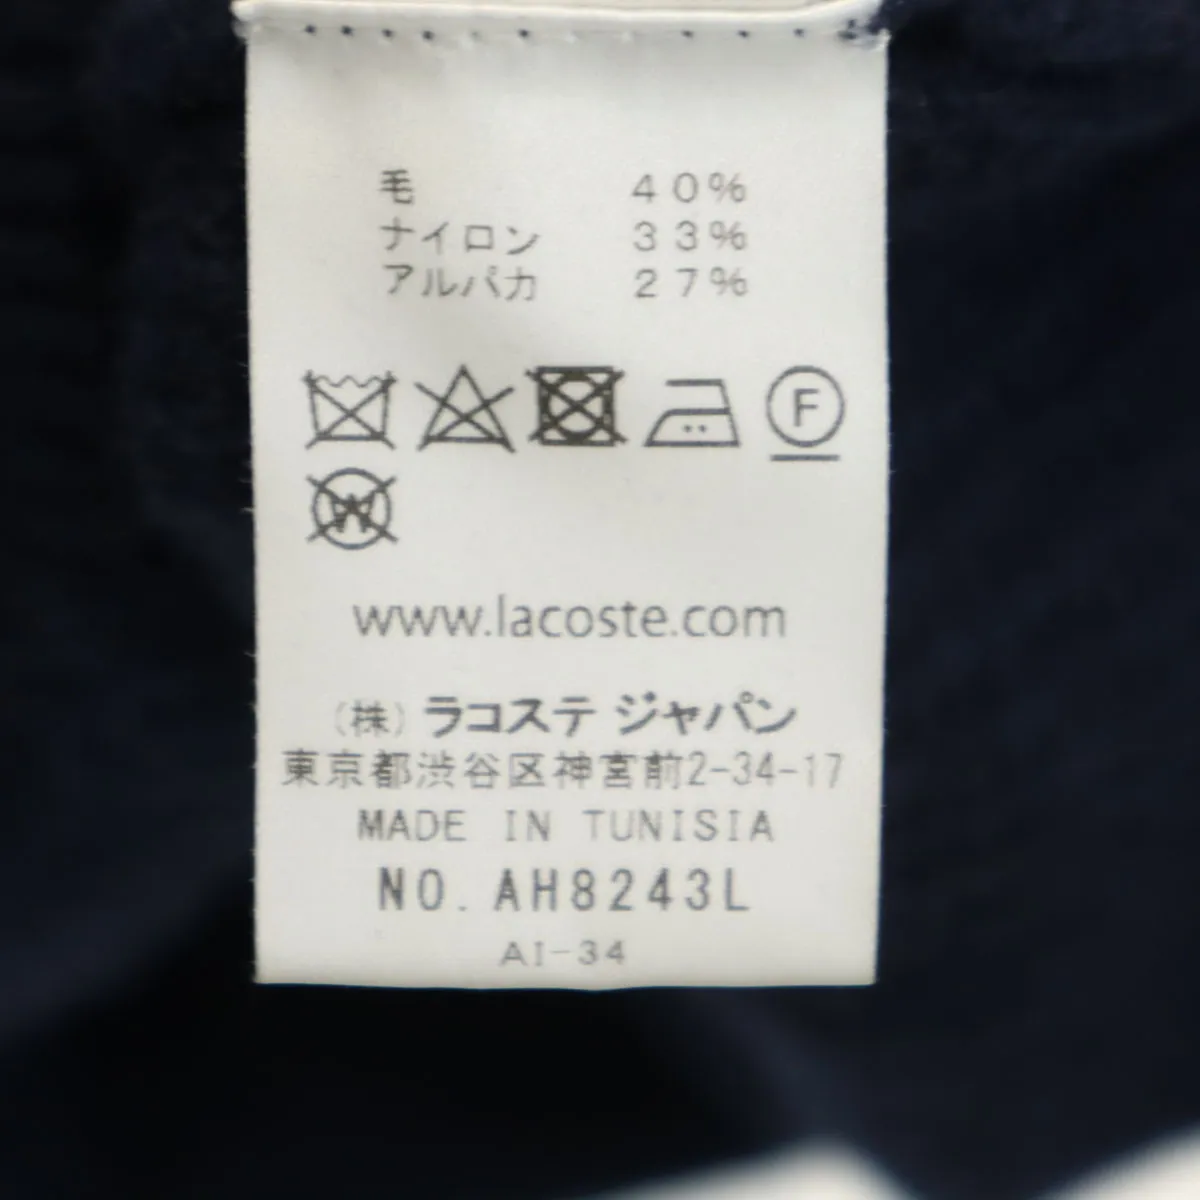 毛 40%
ナイロン 33%
アルパカ 27%
F
W
www.lacoste.com
(株) ラコステ ジャパン
東京都渋谷区神宮前2-34-17
MADE IN TUNISIA
NO. AH8243L
AI-34